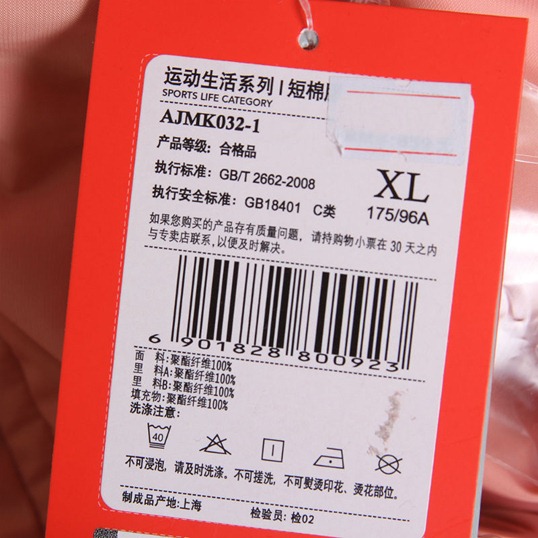 运动生活系列 | 短棉
SPORTS LIFE CATEGORY
AJMK032-1
产品等级：合格品
执行标准：GB/T 2662-2008
XL
执行安全标准：GB18401 C类
175/96A
如果您购买的产品存有质量问题，请持购物小票在 30 天之内
与专卖店联系，以便及时解决。
6 901828 800923
面 料:聚酯纤维100%
里 料A:聚酯纤维100%
里 料B:聚酯纤维100%
填充物:聚酯纤维100%
洗涤注意:
40
不可浸泡，请及时洗涤。不可搓洗，不可熨烫印花、烫花部位。
制成品产地:上海 检验员: 检02